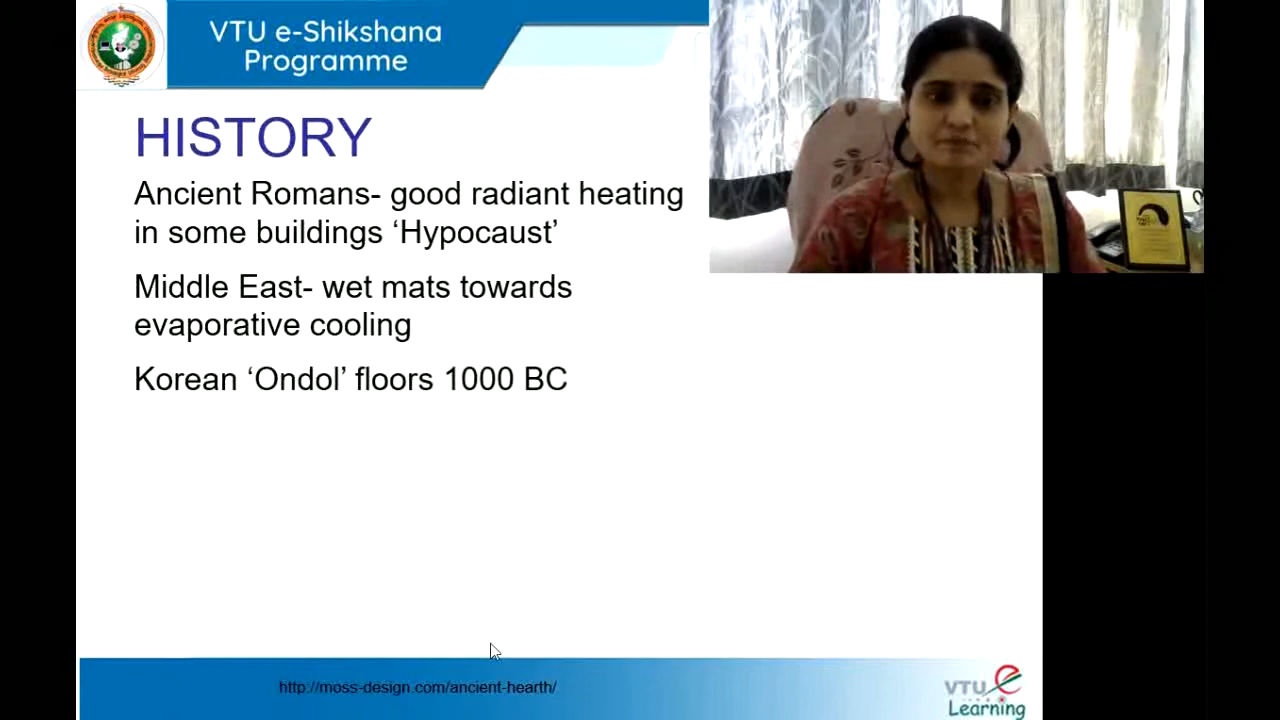 VTU e-Shikshana
Programme
HISTORY
Ancient Romans- good radiant heating
in some buildings ‘Hypocaust’
Middle East- wet mats towards
evaporative cooling
Korean ‘Ondol’ floors 1000 BC
http://moss-design.com/ancient-hearth/
VTU e
Learning